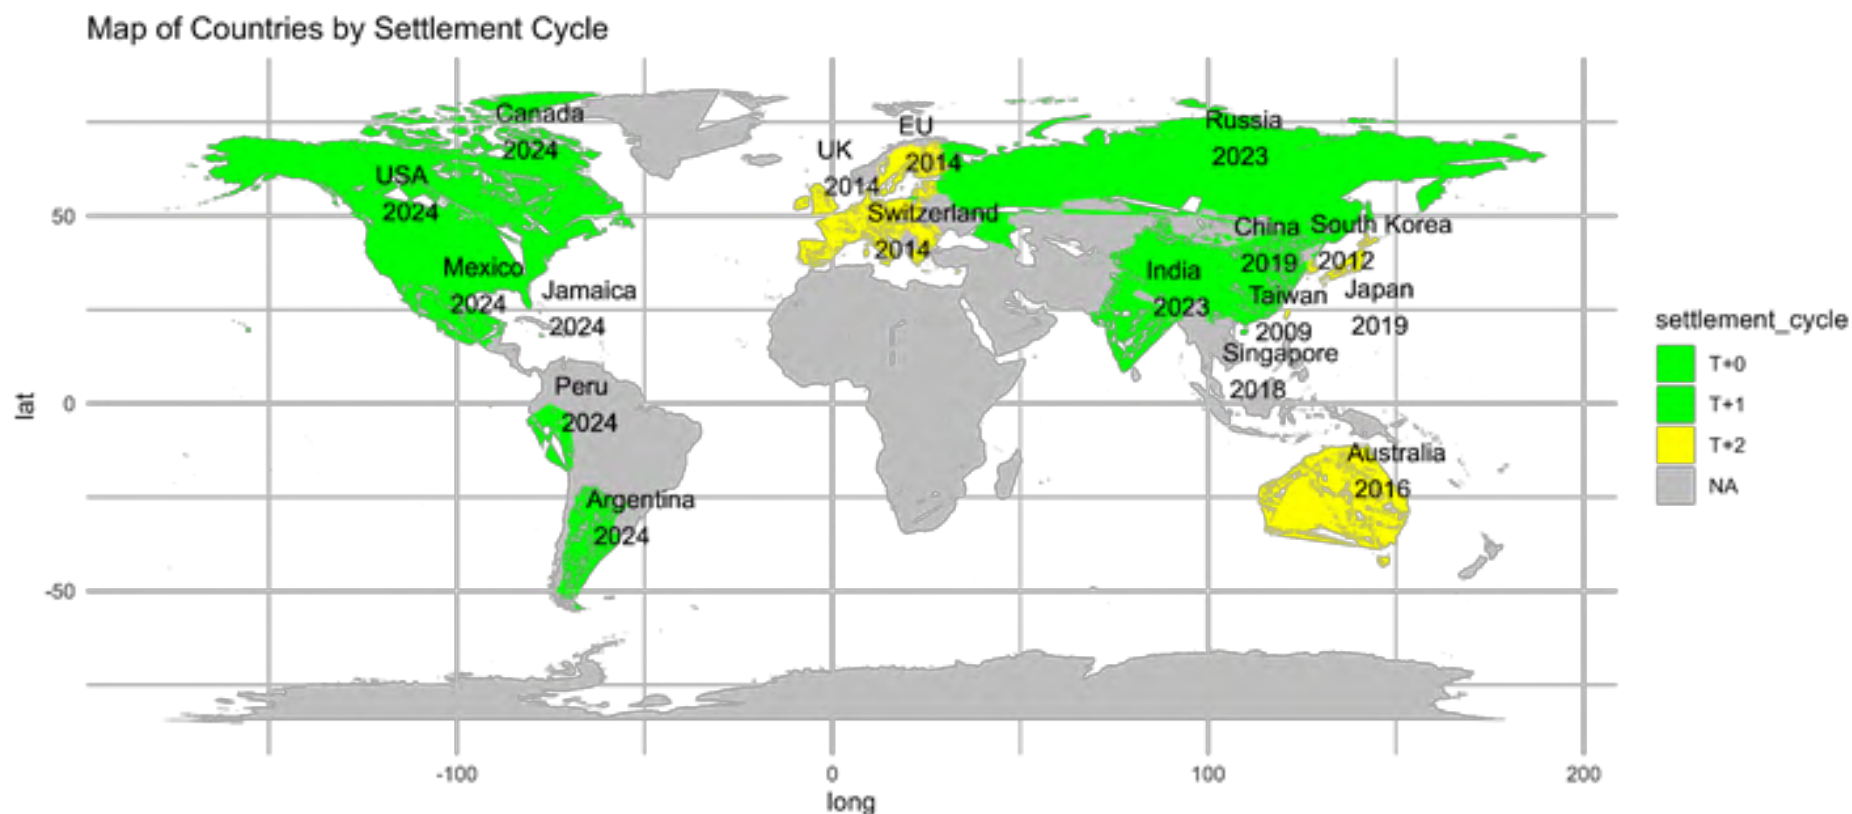 Map of Countries by Settlement Cycle
Canada
2024
USA
2024
Mexico
2024
Jamaica
2024
Peru
2024
Argentina
2024
UK
2014
EU
2014
Switzerland
2014
Russia
2023
China
2019
South Korea
2012
India
2023
Taiwan
2009
Japan
2019
Singapore
2018
Australia
2016
lat
50
0
-50
-100
0
100
200
long
settlement_cycle
T+0
T+1
T+2
NA